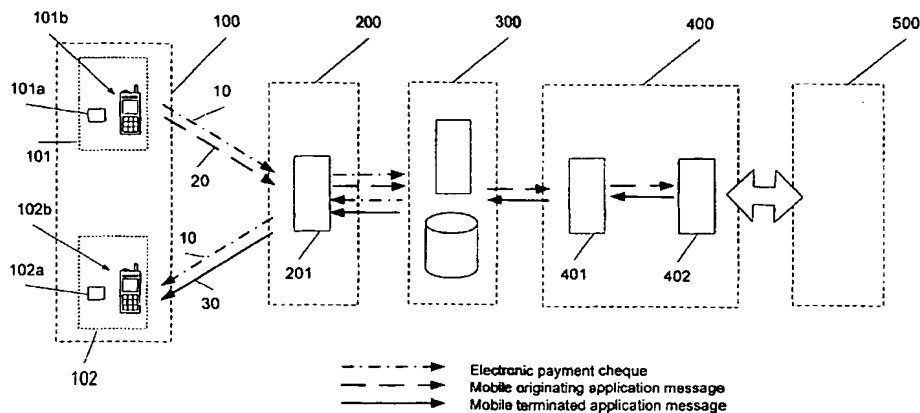 101b
100
200
300
400
500
101a
10
101
20
102b
10
201
401
402
102a
30
102
Electronic payment cheque
Mobile originating application message
Mobile terminated application message